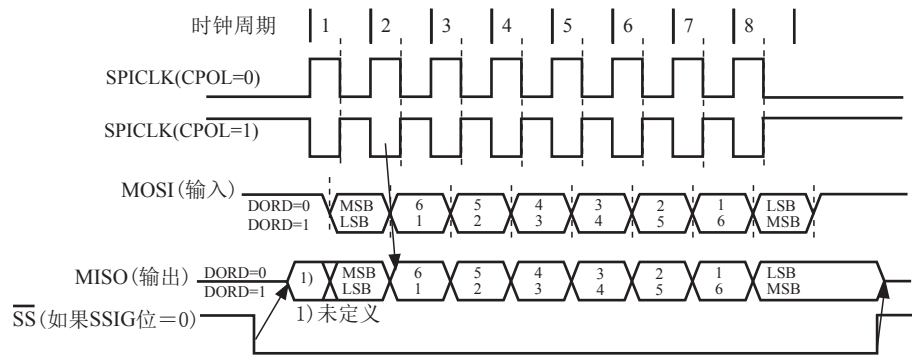 时钟周期 1 2 3 4 5 6 7 8
SPICLK(CPOL=0)
SPICLK(CPOL=1)
MOSI(输入)
DORD=0 MSB 6 5 4 3 2 1 LSB
DORD=1 LSB 1 2 3 4 5 6 MSB
MISO(输出)
DORD=0 1) MSB 6 5 4 3 2 1 LSB
DORD=1 LSB 1 2 3 4 5 6 MSB
1)未定义
SS(如果SSIG位=0)